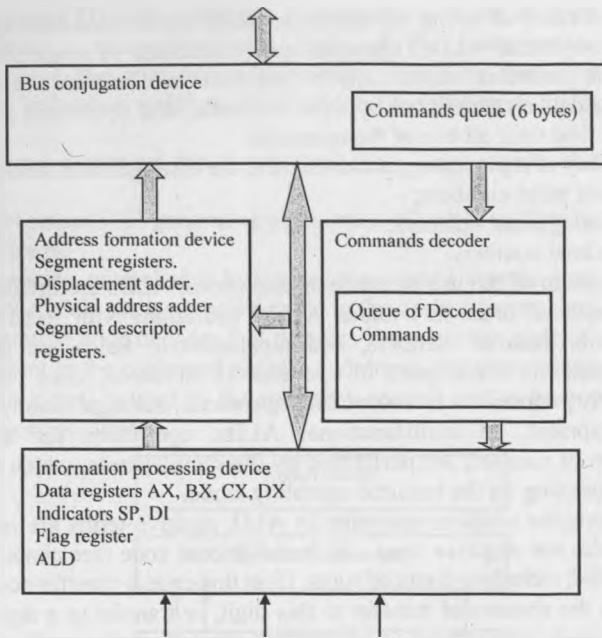 Bus conjugation device
Commands queue (6 bytes)
Address formation device
Segment registers.
Displacement adder.
Physical address adder
Segment descriptor
registers.
Commands decoder
Queue of Decoded
Commands
Information processing device
Data registers AX, BX, CX, DX
Indicators SP, DI
Flag register
ALD